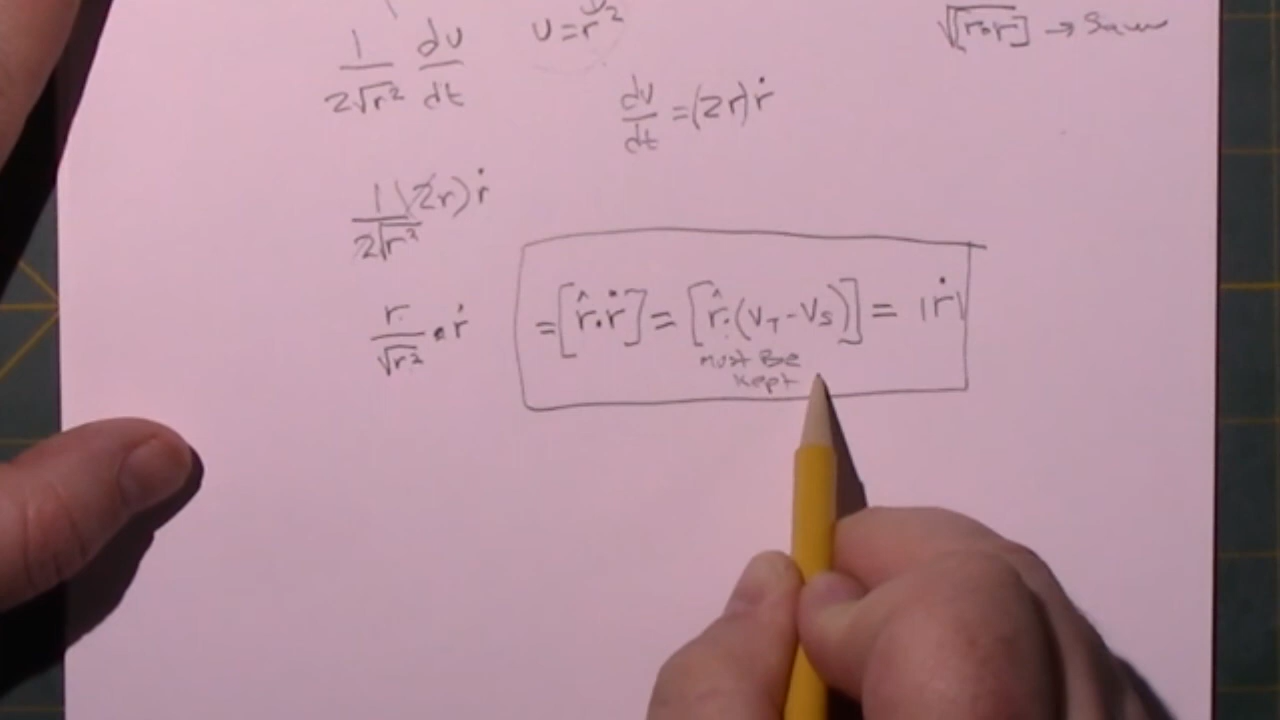 1/(2√r²) du/dt
u = r²
√[r∘r] →
du/dt = (2r)ṙ
1/(2√r²) (2r)ṙ
r/√r² • ṙ
= [r̂•ṙ] = [r̂•(V_T - V_S)] = |ṙ|
Must Be
Kept